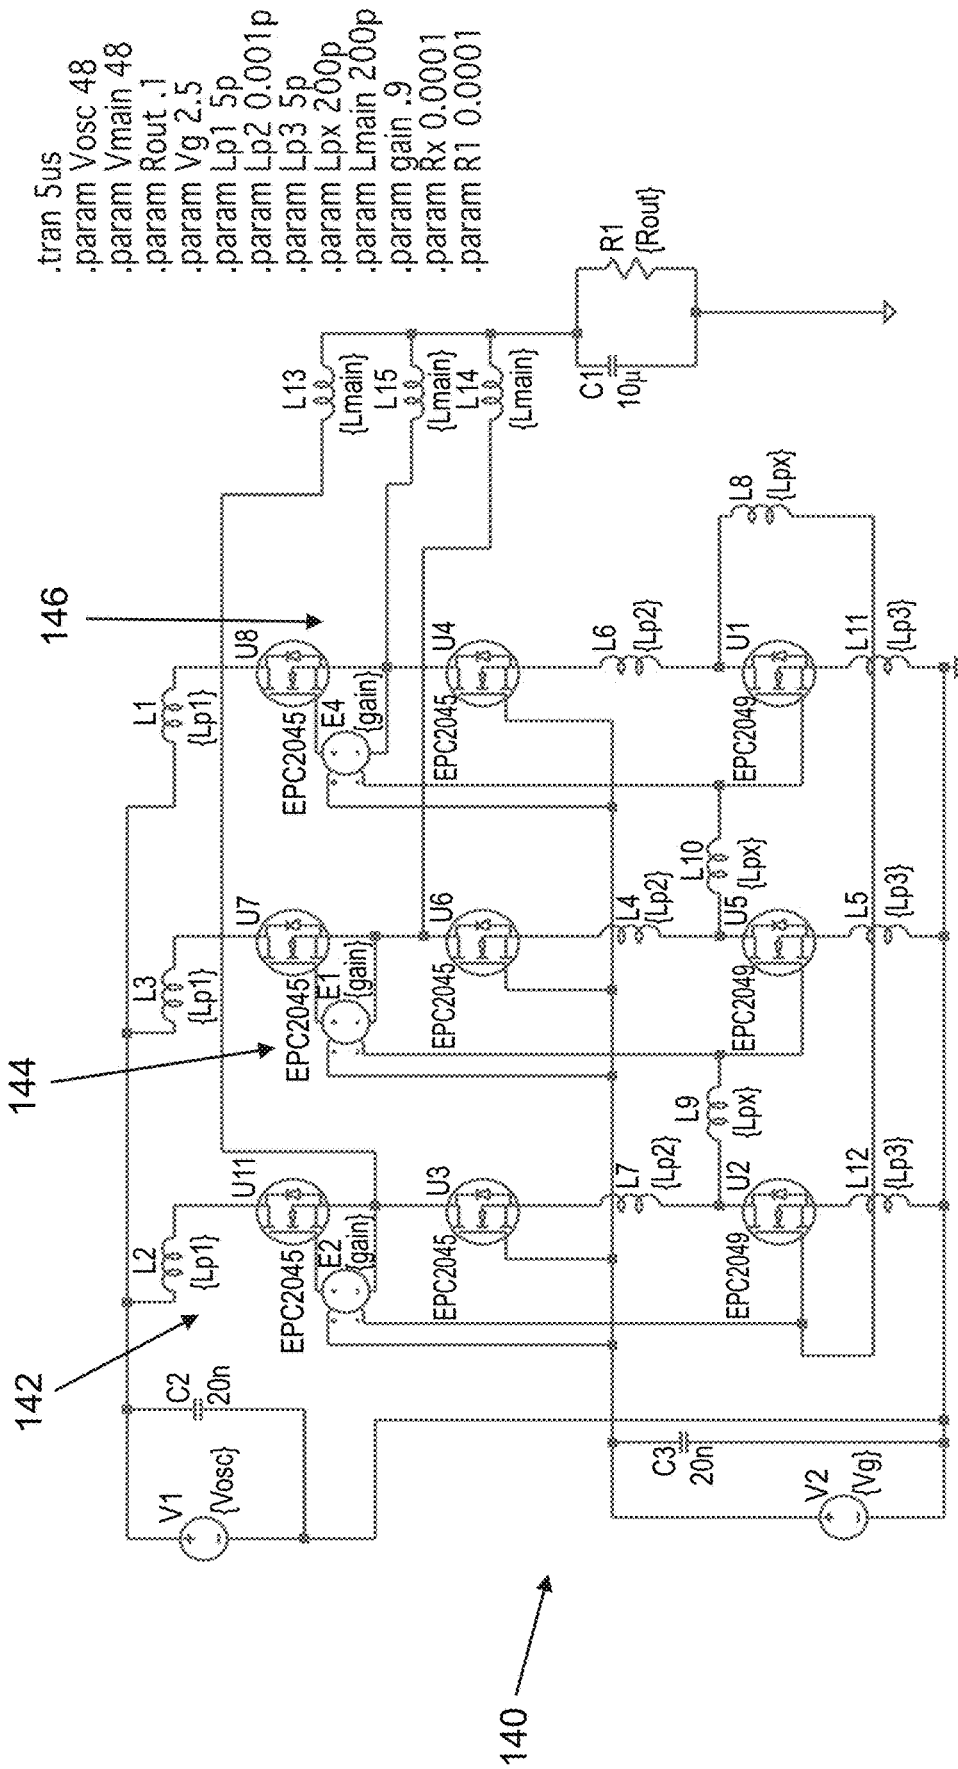 .tran 5us
.param Vosc 48
.param Vmain 48
.param Rout .1
.param Vg 2.5
.param Lp1 5p
.param Lp2 0.001p
.param Lp3 5p
.param Lpx 200p
.param Lmain 200p
.param gain .9
.param Rx 0.0001
.param R1 0.0001
142
144
146
140
V1
{Vosc}
C2
20n
L2
{Lp1}
L3
{Lp1}
L1
{Lp1}
U11
EPC2045
E2
{gain}
U7
EPC2045
E1
{gain}
U8
EPC2045
E4
{gain}
L13
{Lmain}
L15
{Lmain}
L14
{Lmain}
U3
EPC2045
U6
EPC2045
U4
EPC2045
C1
10µ
R1
{Rout}
L7
{Lp2}
L4
{Lp2}
L6
{Lp2}
L9
{Lpx}
L10
{Lpx}
L8
{Lpx}
U2
EPC2049
U5
EPC2049
U1
EPC2049
L12
{Lp3}
L5
{Lp3}
L11
{Lp3}
C3
20n
V2
{Vg}